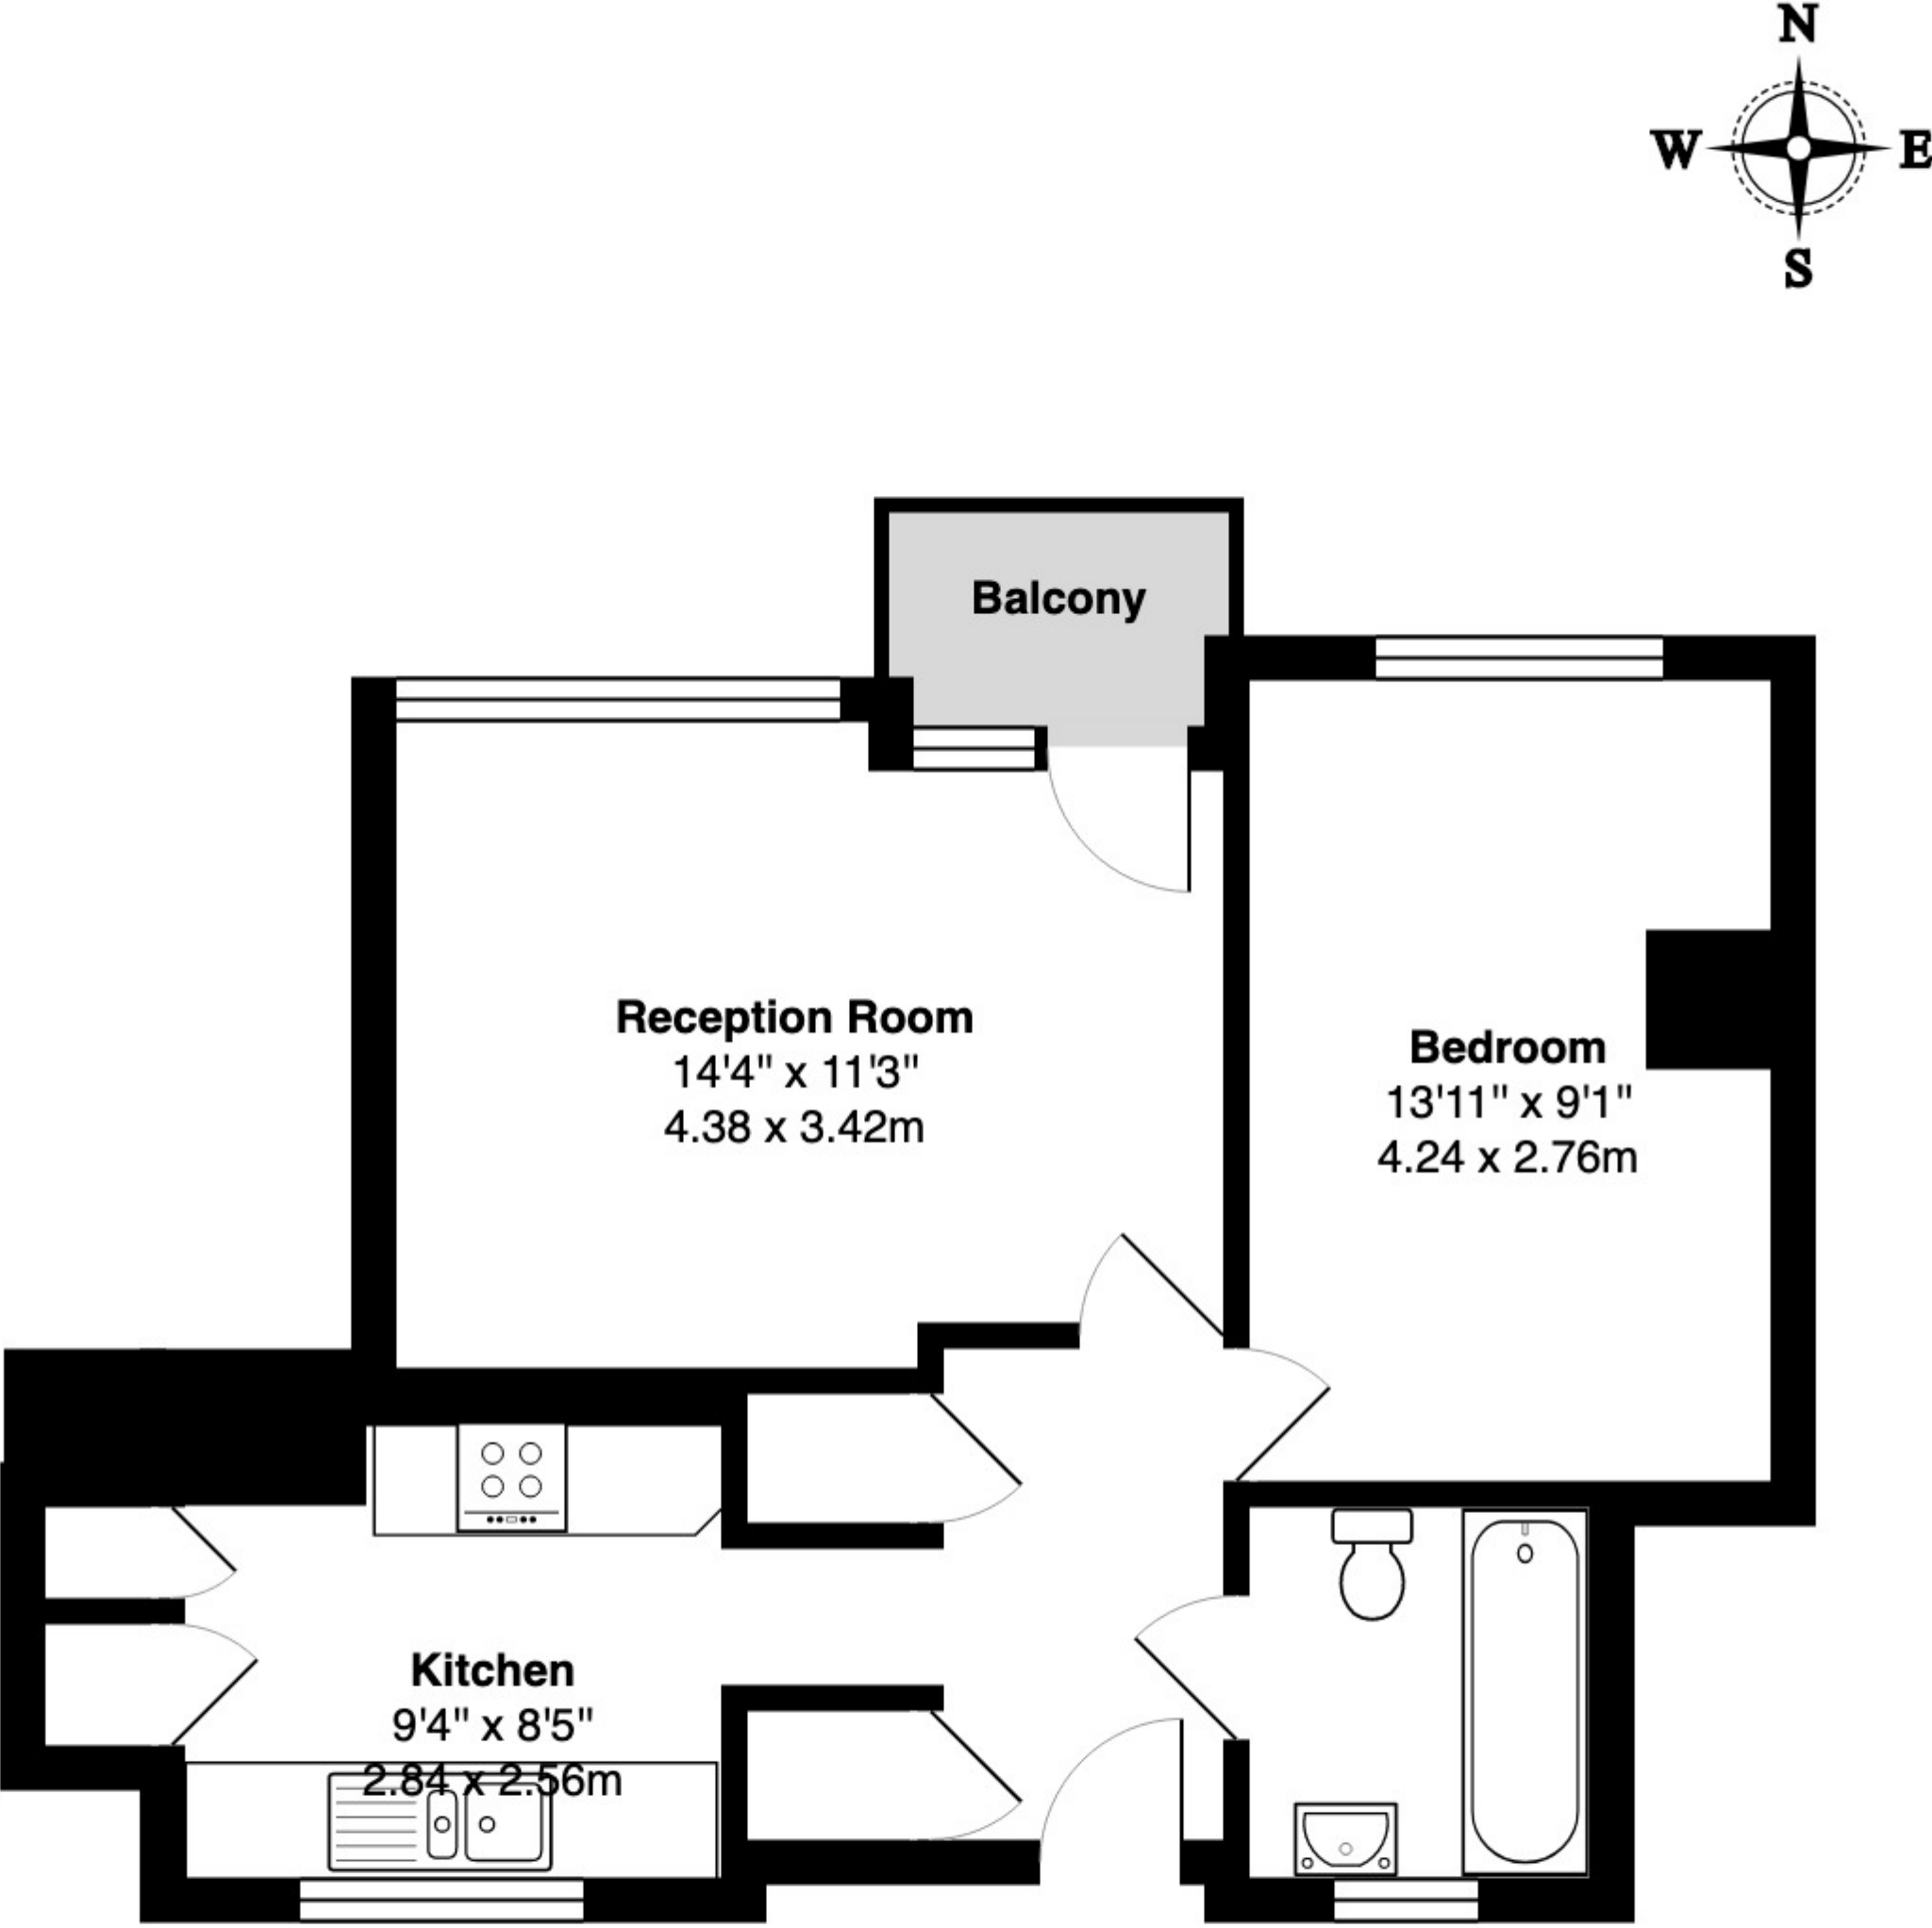 N
W E
S
Balcony
Reception Room
14'4" x 11'3"
4.38 x 3.42m
Bedroom
13'11" x 9'1"
4.24 x 2.76m
Kitchen
9'4" x 8'5"
2.84 x 2.56m